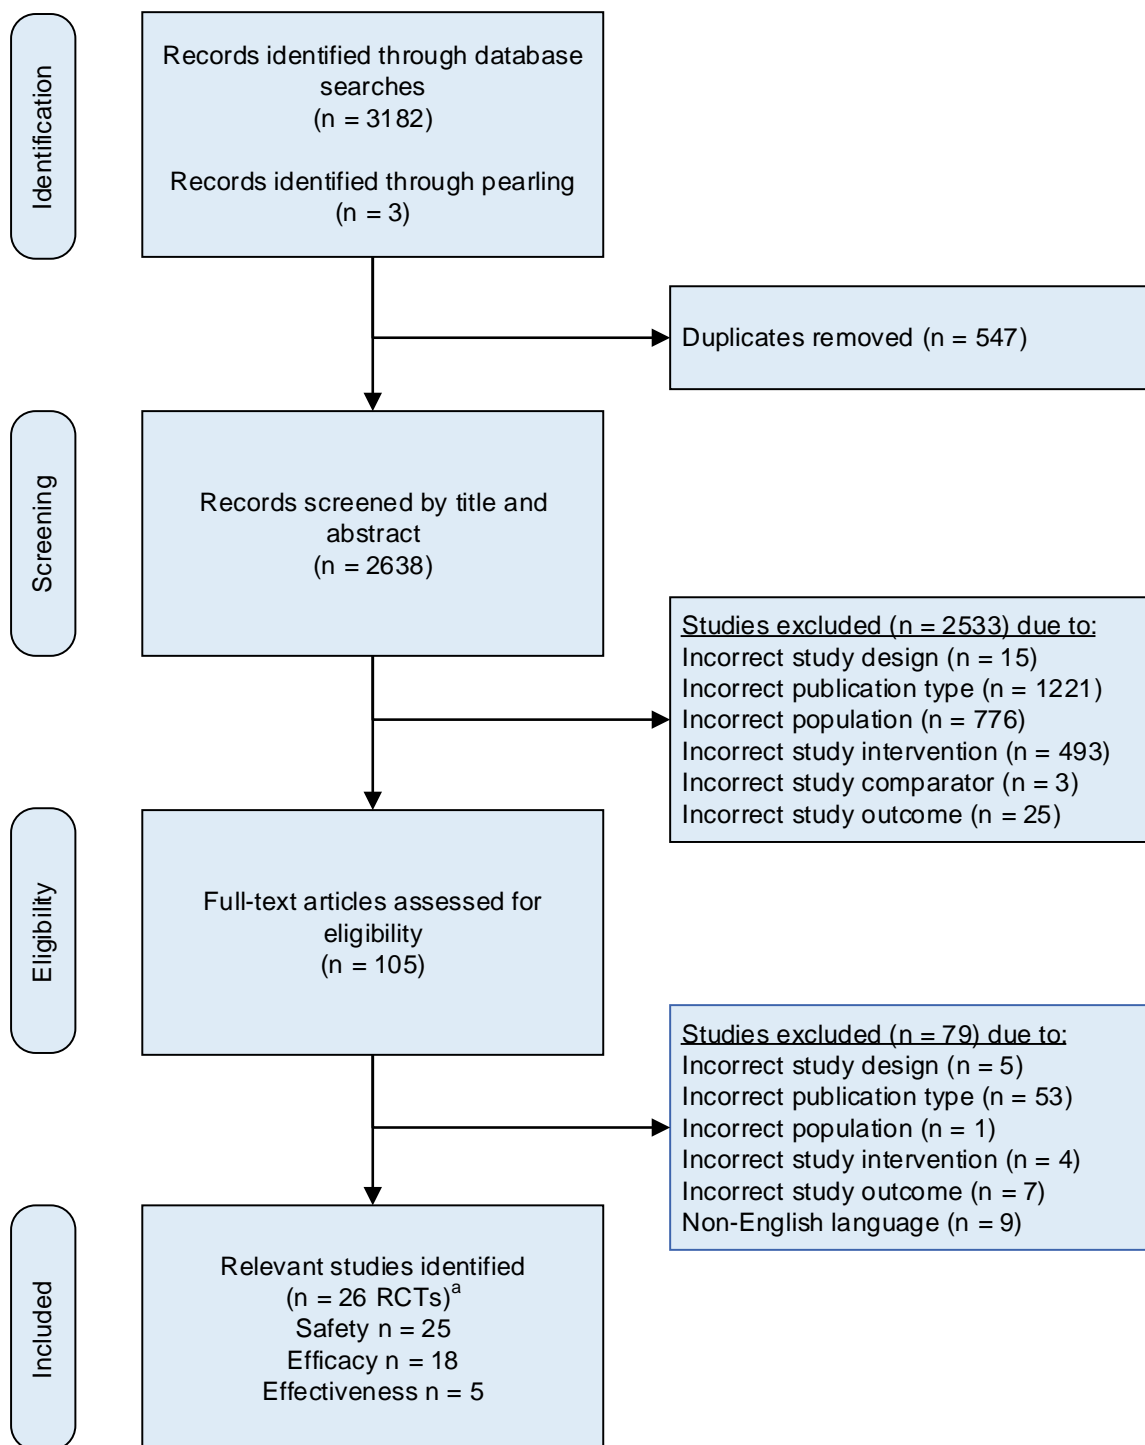 Identification
Records identified through database
searches
(n = 3182)
Records identified through pearling
(n = 3)
Duplicates removed (n = 547)
Screening
Records screened by title and
abstract
(n = 2638)
Studies excluded (n = 2533) due to:
Incorrect study design (n = 15)
Incorrect publication type (n = 1221)
Incorrect population (n = 776)
Incorrect study intervention (n = 493)
Incorrect study comparator (n = 3)
Incorrect study outcome (n = 25)
Eligibility
Full-text articles assessed for
eligibility
(n = 105)
Studies excluded (n = 79) due to:
Incorrect study design (n = 5)
Incorrect publication type (n = 53)
Incorrect population (n = 1)
Incorrect study intervention (n = 4)
Incorrect study outcome (n = 7)
Non-English language (n = 9)
Included
Relevant studies identified
(n = 26 RCTs)a
Safety n = 25
Efficacy n = 18
Effectiveness n = 5